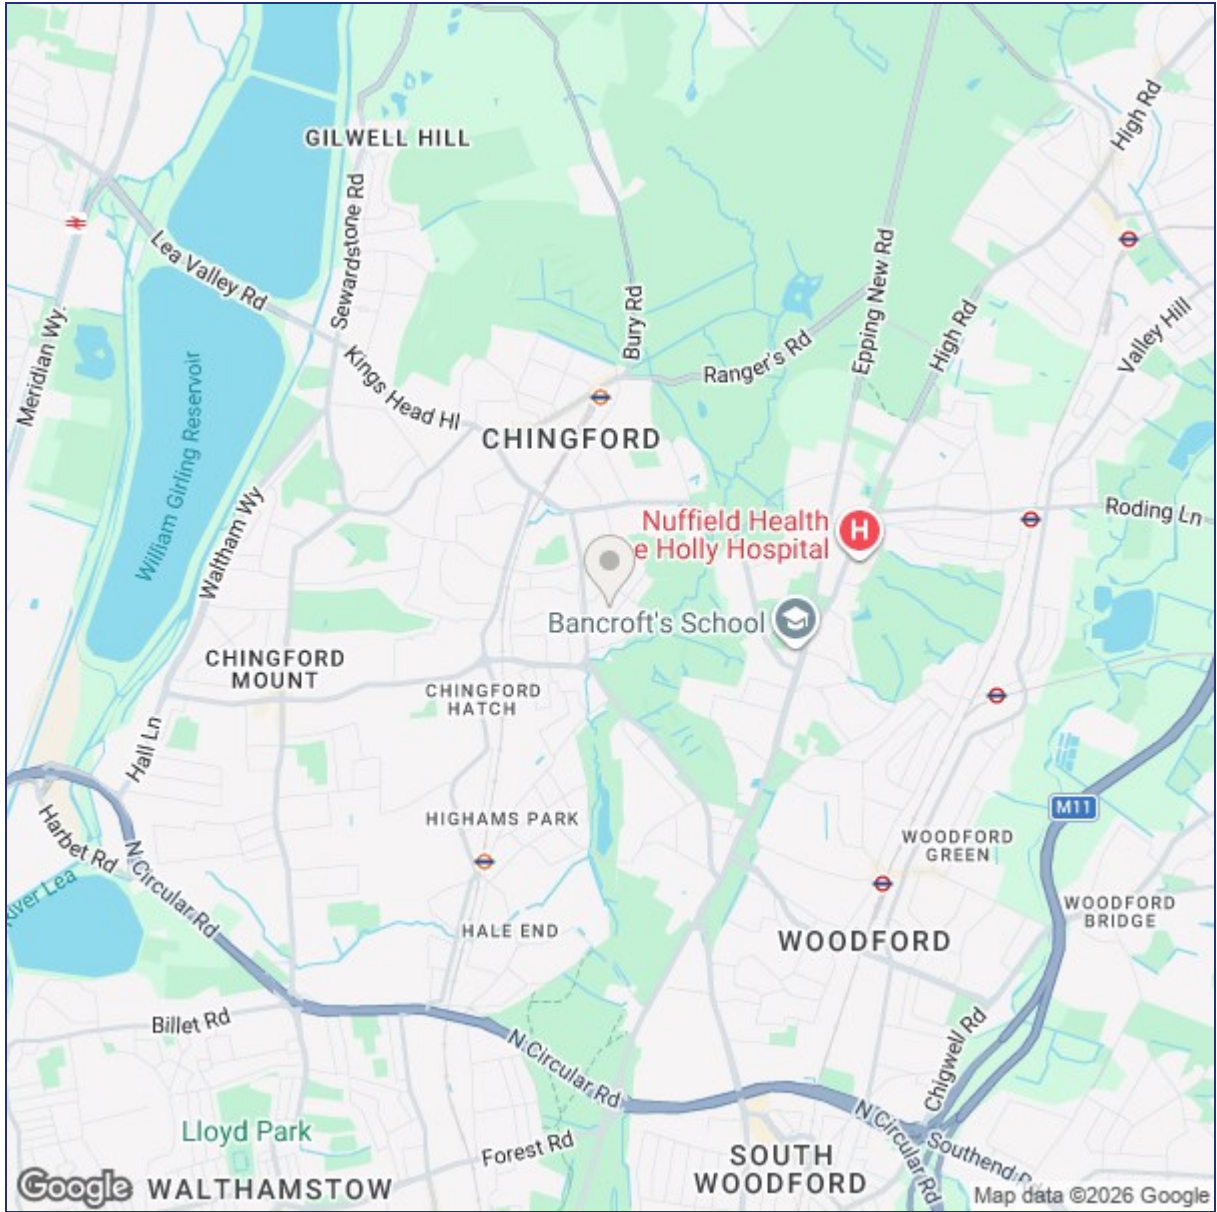 High Rd
GILWELL HILL
Sewardstone Rd
Lea Valley Rd
Epping New Rd
Bury Rd
Meridian Wy.
High Rd
Valley Hill
Ranger's Rd
Kings Head Hl
William Girling Reservoir
CHINGFORD
Waltham Wy
Roding Ln
Nuffield Health
e Holly Hospital
H
Bancroft's School
CHINGFORD
MOUNT
CHINGFORD
HATCH
Hall Ln
M11
HIGHAMS PARK
Harbet Rd
N Circular Rd
WOODFORD
GREEN
River Lea
WOODFORD
BRIDGE
HALE END
WOODFORD
Billet Rd
N Circular Rd
Chigwell Rd
N Circular Rd
Lloyd Park
Forest Rd
Southend Rd
SOUTH
WOODFORD
WALTHAMSTOW
Google
Map data ©2026 Google